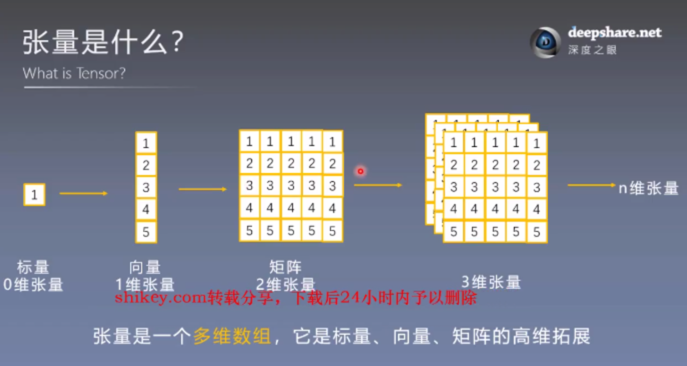 张量是什么？
What is Tensor?
deepshare.net
深度之眼
1
1
2
3
4
5
1 1 1 1 1
2 2 2 2 2
3 3 3 3 3
4 4 4 4 4
5 5 5 5 5
1 1 1 1 1
2 2 2 2 2
3 3 3 3 3
4 4 4 4 4
5 5 5 5 5
n维张量
标量
0维张量
向量
1维张量
矩阵
2维张量
3维张量
shikey.com转载分享，下载后24小时内予以删除
张量是一个多维数组，它是标量、向量、矩阵的高维拓展